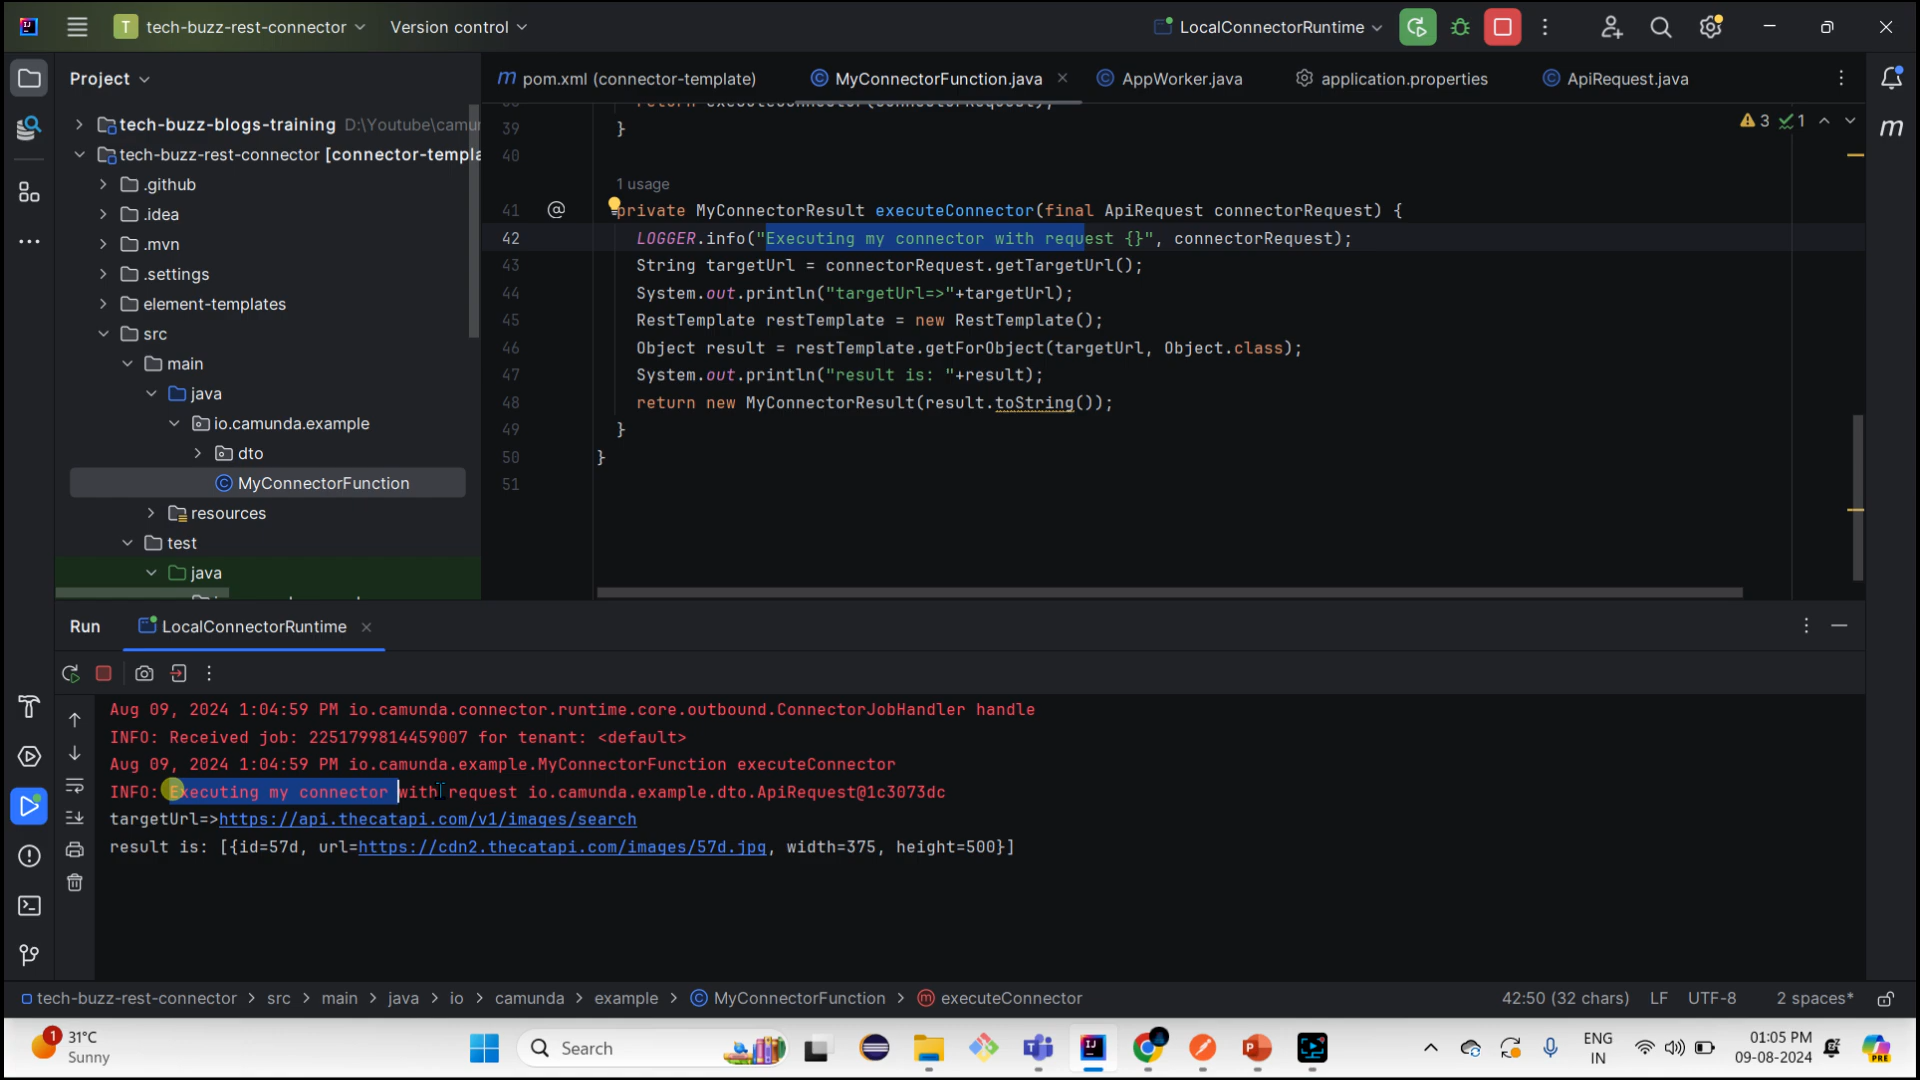 T tech-buzz-rest-connector Version control LocalConnectorRuntime
Project
m pom.xml (connector-template) MyConnectorFunction.java AppWorker.java application.properties ApiRequest.java
tech-buzz-blogs-training D:\Youtube\camu
tech-buzz-rest-connector [connector-templa
.github
.idea
.mvn
.settings
element-templates
src
main
java
io.camunda.example
dto
MyConnectorFunction
resources
test
java
3 1
39 }
40
1 usage
41 @ private MyConnectorResult executeConnector(final ApiRequest connectorRequest) {
42 LOGGER.info("Executing my connector with request {}", connectorRequest);
43 String targetUrl = connectorRequest.getTargetUrl();
44 System.out.println("targetUrl=>"+targetUrl);
45 RestTemplate restTemplate = new RestTemplate();
46 Object result = restTemplate.getForObject(targetUrl, Object.class);
47 System.out.println("result is: "+result);
48 return new MyConnectorResult(result.toString());
49 }
50 }
51
Run LocalConnectorRuntime
Aug 09, 2024 1:04:59 PM io.camunda.connector.runtime.core.outbound.ConnectorJobHandler handle
INFO: Received job: 2251799814459007 for tenant: <default>
Aug 09, 2024 1:04:59 PM io.camunda.example.MyConnectorFunction executeConnector
INFO: Executing my connector with request io.camunda.example.dto.ApiRequest@1c3073dc
targetUrl=>https://api.thecatapi.com/v1/images/search
result is: [{id=57d, url=https://cdn2.thecatapi.com/images/57d.jpg, width=375, height=500}]
tech-buzz-rest-connector > src > main > java > io > camunda > example > MyConnectorFunction > executeConnector 42:50 (32 chars) LF UTF-8 2 spaces*
1 31°C
Sunny
Search
ENG
IN
01:05 PM
09-08-2024
PRE